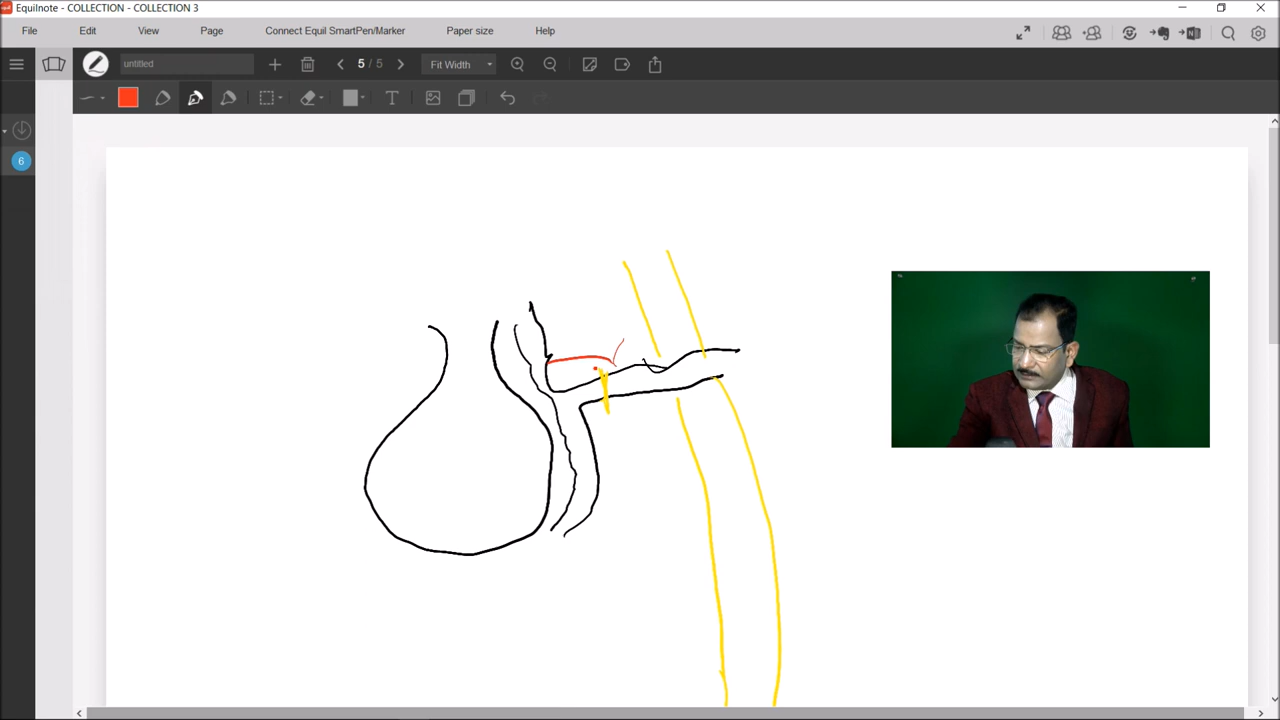 Equilnote - COLLECTION - COLLECTION 3
File Edit View Page Connect Equil SmartPen/Marker Paper size Help
untitled 5 / 5 Fit Width
T
6